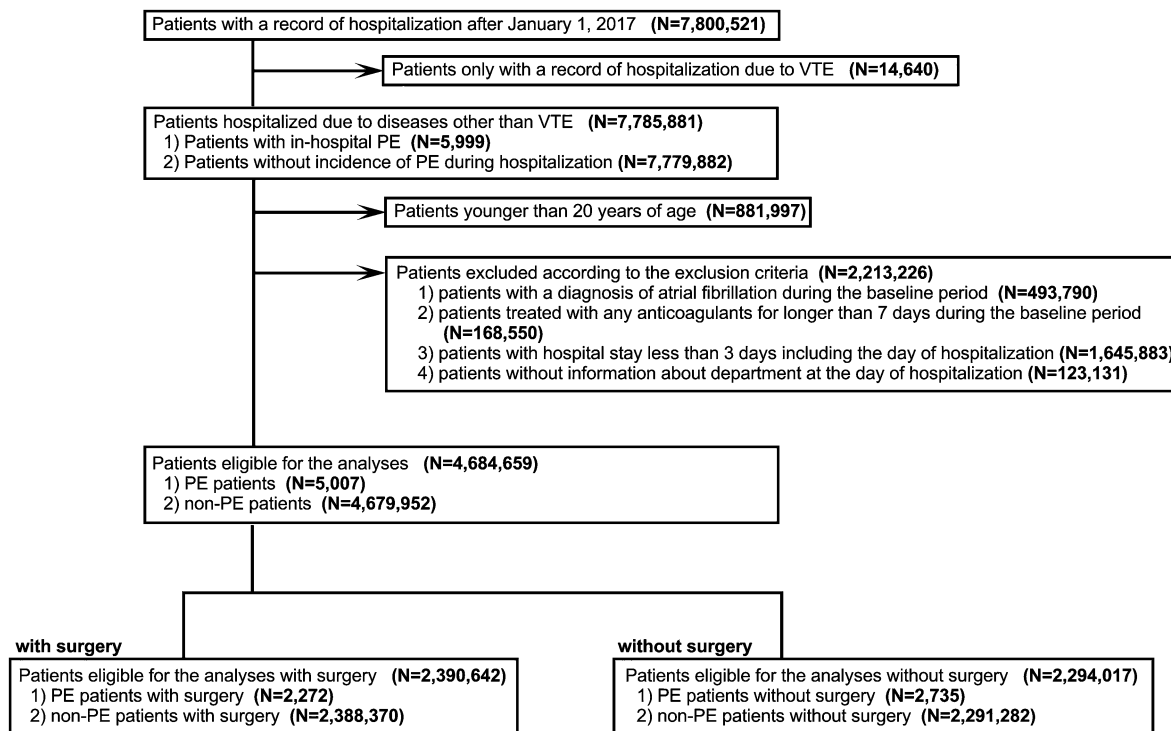 Patients with a record of hospitalization after January 1, 2017 (N=7,800,521)
Patients only with a record of hospitalization due to VTE (N=14,640)
Patients hospitalized due to diseases other than VTE (N=7,785,881)
1) Patients with in-hospital PE (N=5,999)
2) Patients without incidence of PE during hospitalization (N=7,779,882)
Patients younger than 20 years of age (N=881,997)
Patients excluded according to the exclusion criteria (N=2,213,226)
1) patients with a diagnosis of atrial fibrillation during the baseline period (N=493,790)
2) patients treated with any anticoagulants for longer than 7 days during the baseline period
(N=168,550)
3) patients with hospital stay less than 3 days including the day of hospitalization (N=1,645,883)
4) patients without information about department at the day of hospitalization (N=123,131)
Patients eligible for the analyses (N=4,684,659)
1) PE patients (N=5,007)
2) non-PE patients (N=4,679,952)
with surgery
Patients eligible for the analyses with surgery (N=2,390,642)
1) PE patients with surgery (N=2,272)
2) non-PE patients with surgery (N=2,388,370)
without surgery
Patients eligible for the analyses without surgery (N=2,294,017)
1) PE patients without surgery (N=2,735)
2) non-PE patients without surgery (N=2,291,282)